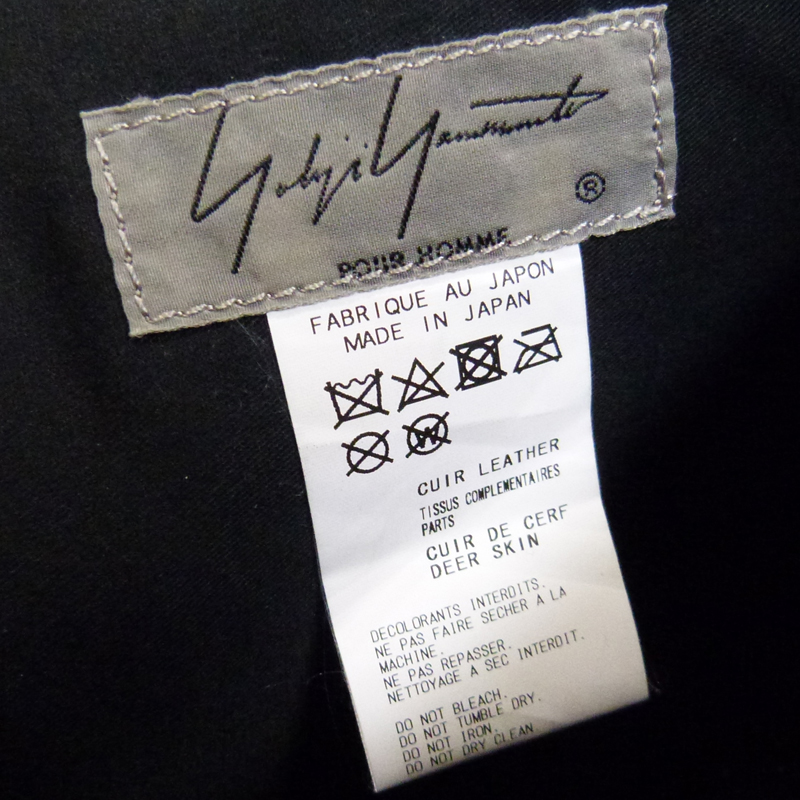 Yohji Yamamoto
®
POUR HOMME
FABRIQUE AU JAPON
MADE IN JAPAN
W
CUIR LEATHER
TISSUS COMPLEMENTAIRES
PARTS
CUIR DE CERF
DEER SKIN
DECOLORANTS INTERDITS.
NE PAS FAIRE SECHER A LA
MACHINE.
NE PAS REPASSER.
NETTOYAGE A SEC INTERDIT.
DO NOT BLEACH.
DO NOT TUMBLE DRY.
DO NOT IRON.
DO NOT DRY CLEAN